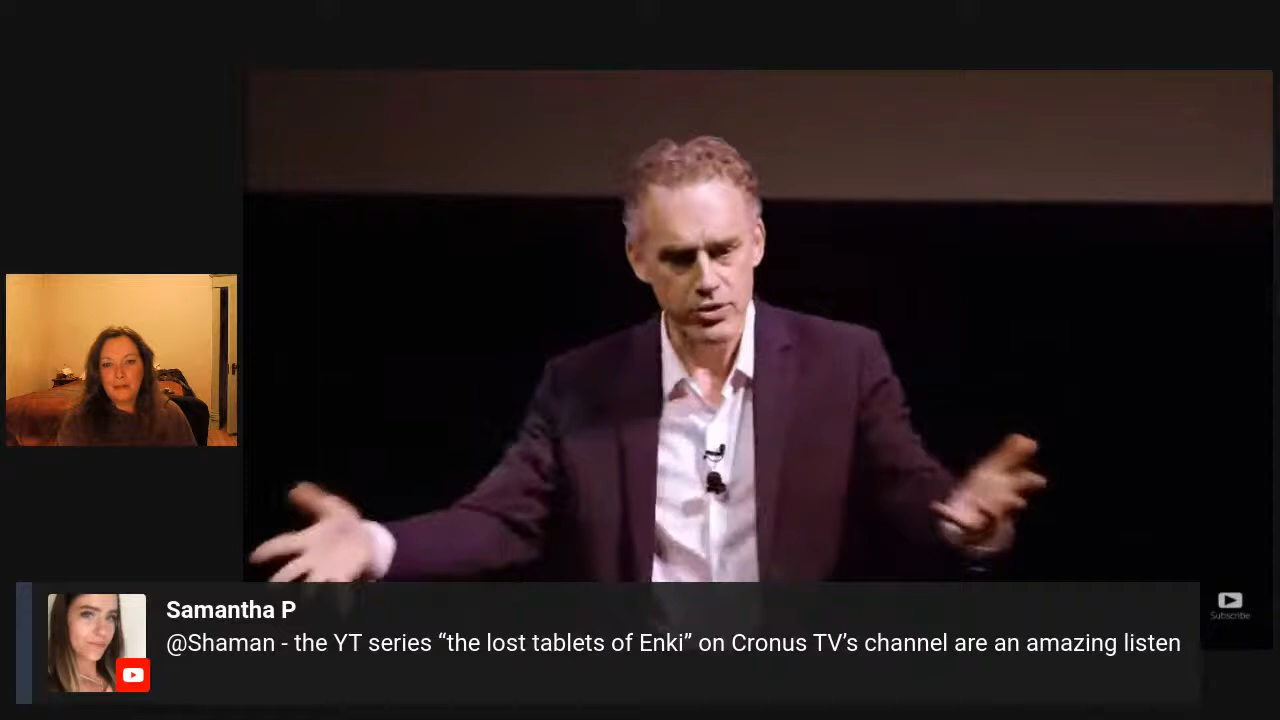 Subscribe
Samantha P
@Shaman - the YT series “the lost tablets of Enki” on Cronus TV’s channel are an amazing listen